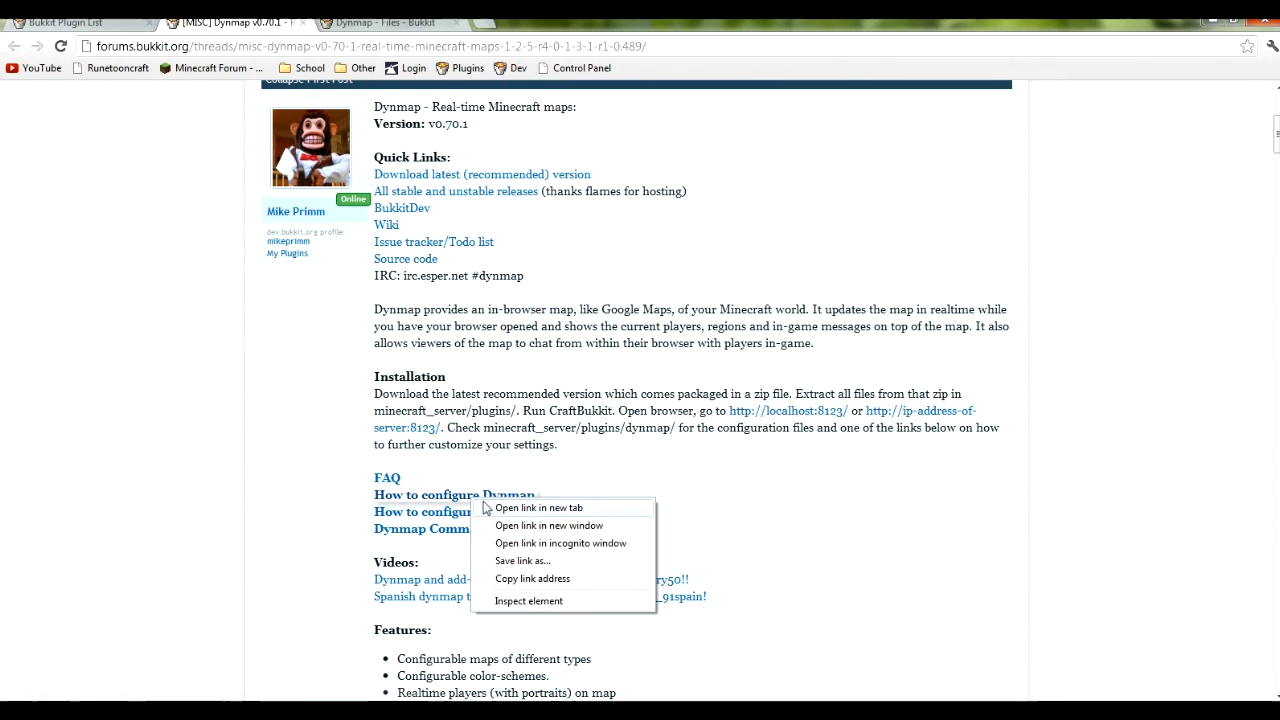 Bukkit Plugin List
[MISC] Dynmap v0.70.1 - F
Dynmap - Files - Bukkit
forums.bukkit.org/threads/misc-dynmap-v0-70-1-real-time-minecraft-maps-1-2-5-r4-0-1-3-1-r1-0.489/
YouTube Runetooncraft Minecraft Forum - ... School Other Login Plugins Dev Control Panel
Collapse First Post
Dynmap - Real-time Minecraft maps:
Version: v0.70.1
Quick Links:
Download latest (recommended) version
All stable and unstable releases (thanks flames for hosting)
BukkitDev
Wiki
Issue tracker/Todo list
Source code
IRC: irc.esper.net #dynmap
Online
Mike Primm
dev.bukkit.org profile:
mikeprimm
My Plugins
Dynmap provides an in-browser map, like Google Maps, of your Minecraft world. It updates the map in realtime while
you have your browser opened and shows the current players, regions and in-game messages on top of the map. It also
allows viewers of the map to chat from within their browser with players in-game.
Installation
Download the latest recommended version which comes packaged in a zip file. Extract all files from that zip in
minecraft_server/plugins/. Run CraftBukkit. Open browser, go to http://localhost:8123/ or http://ip-address-of-
server:8123/. Check minecraft_server/plugins/dynmap/ for the configuration files and one of the links below on how
to further customize your settings.
FAQ
How to configure Dynmap
How to configur
Dynmap Comm
Open link in new tab
Open link in new window
Open link in incognito window
Save link as...
Copy link address
Inspect element
Videos:
Dynmap and add- ry50!!
Spanish dynmap t _91spain!
Features:
• Configurable maps of different types
• Configurable color-schemes.
• Realtime players (with portraits) on map